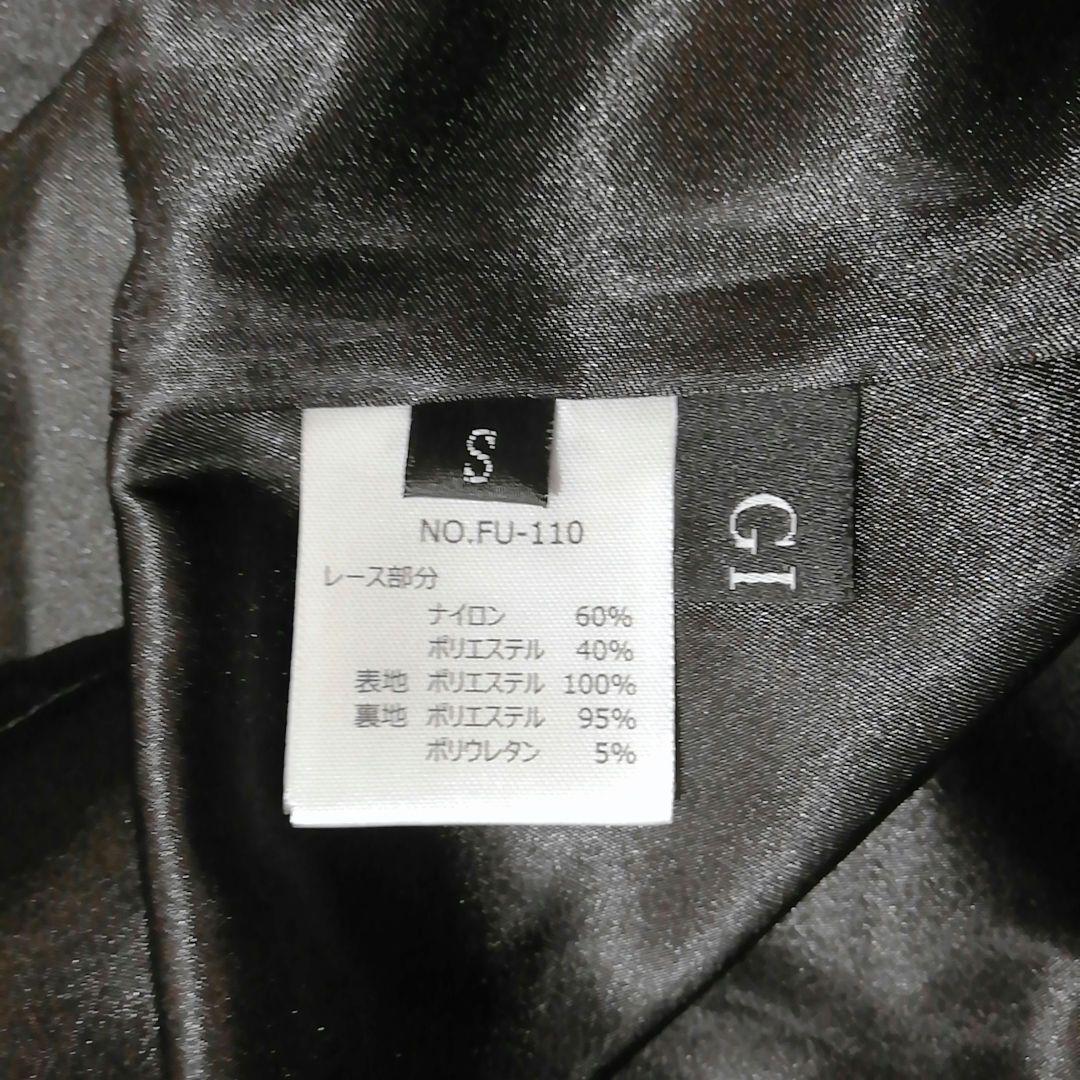 S
NO.FU-110
レース部分
ナイロン 60%
ポリエステル 40%
表地 ポリエステル 100%
裏地 ポリエステル 95%
ポリウレタン 5%
GI